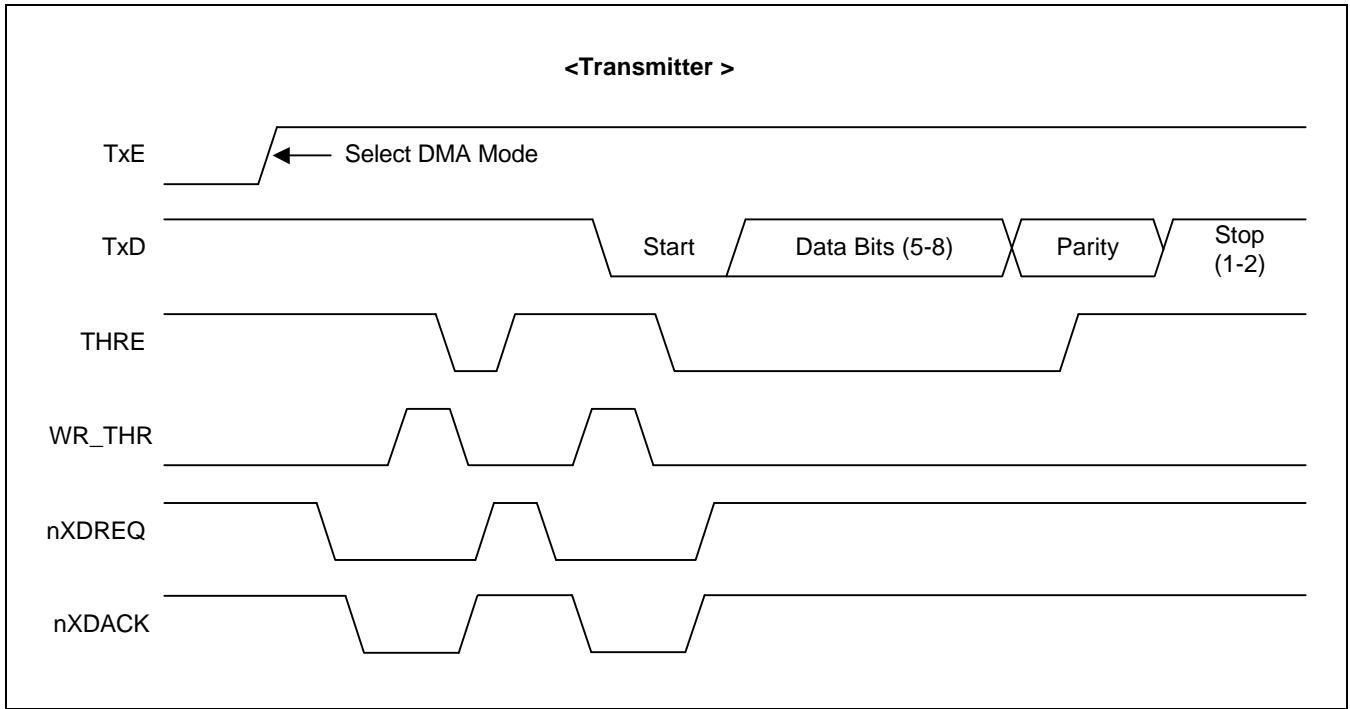 <Transmitter >
TxE
Select DMA Mode
TxD
Start
Data Bits (5-8)
Parity
Stop
(1-2)
THRE
WR_THR
nXDREQ
nXDACK